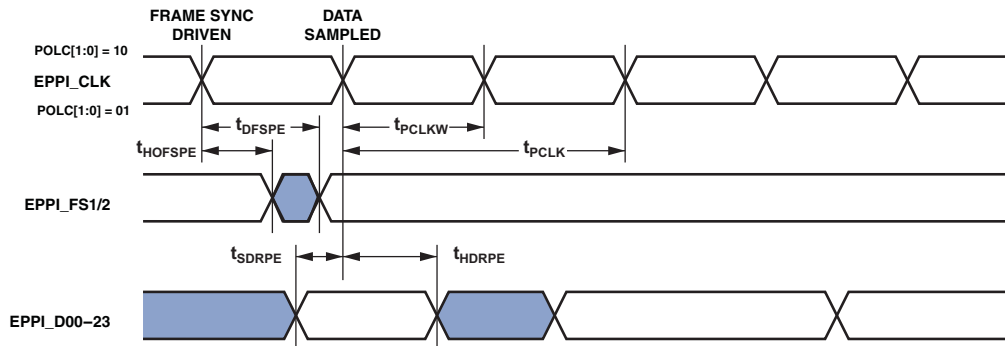 FRAME SYNC
DRIVEN
DATA
SAMPLED
POLC[1:0] = 10
EPPI_CLK
POLC[1:0] = 01
tDFSPE
tPCLKW
tHOFSPE
tPCLK
EPPI_FS1/2
tSDRPE
tHDRPE
EPPI_D00–23